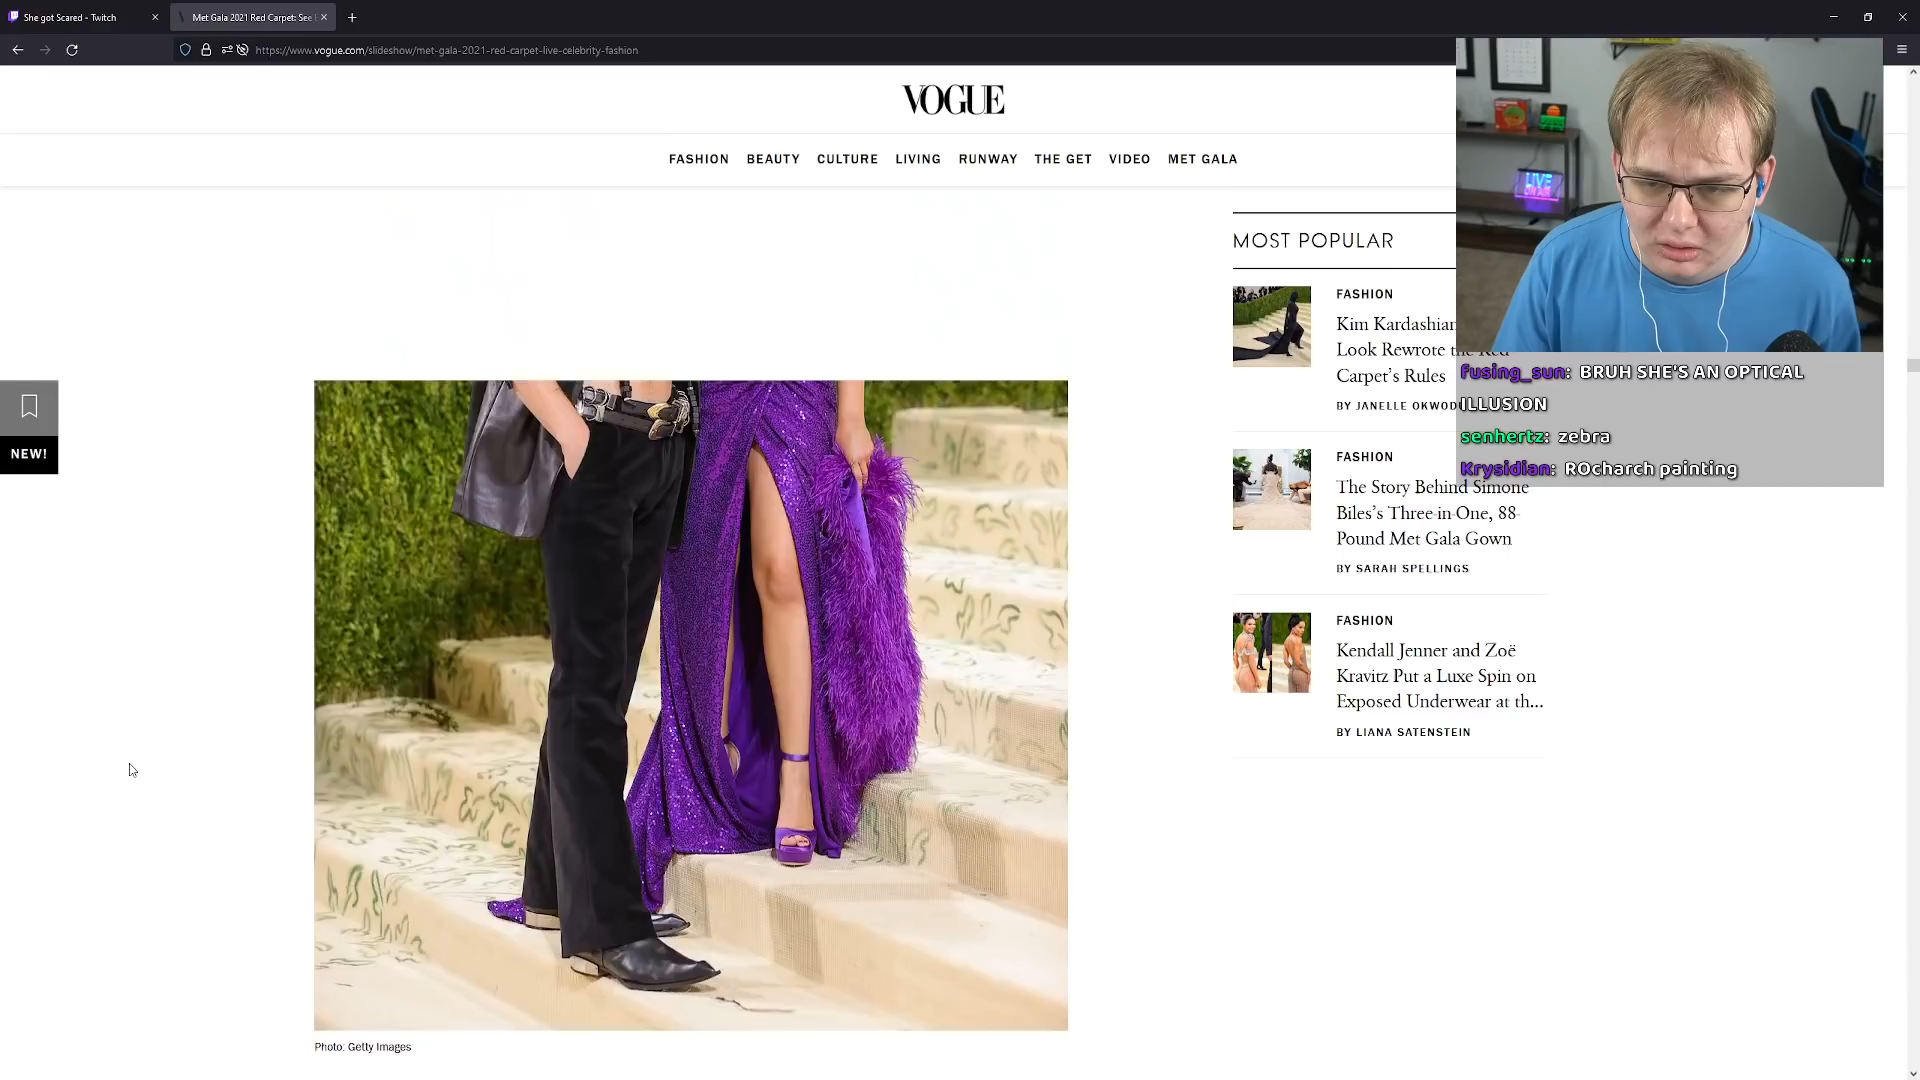 She got Scared - Twitch
Met Gala 2021 Red Carpet: See
https://www.vogue.com/slideshow/met-gala-2021-red-carpet-live-celebrity-fashion
VOGUE
FASHION BEAUTY CULTURE LIVING RUNWAY THE GET VIDEO MET GALA
LIVE
NEW!
MOST POPULAR
FASHION
Kim Kardashian
Look Rewrote the Red
Carpet's Rules
BY JANELLE OKWODU
FASHION
The Story Behind Simone
Biles's Three-in-One, 88-
Pound Met Gala Gown
BY SARAH SPELLINGS
FASHION
Kendall Jenner and Zoë
Kravitz Put a Luxe Spin on
Exposed Underwear at th...
BY LIANA SATENSTEIN
fusing_sun: BRUH SHE'S AN OPTICAL
ILLUSION
senhertz: zebra
Krysidian: ROcharch painting
Photo: Getty Images